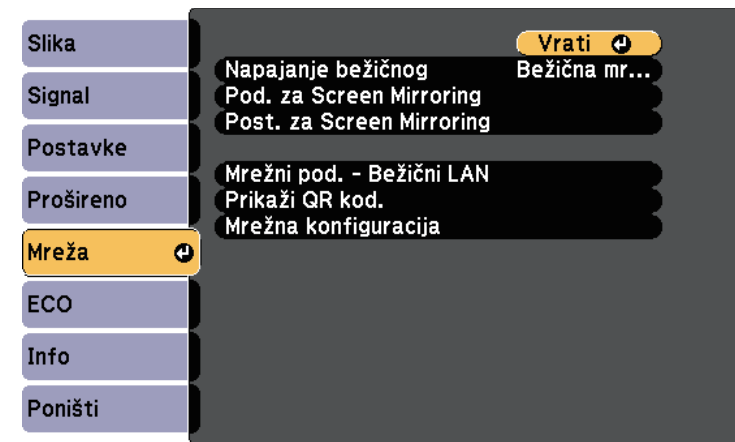 Slika
Signal
Postavke
Prošireno
Mreža
ECO
Info
Poništi
Vrati
Napajanje bežičnog Bežična mr...
Pod. za Screen Mirroring
Post. za Screen Mirroring
Mrežni pod. - Bežični LAN
Prikaži QR kod.
Mrežna konfiguracija